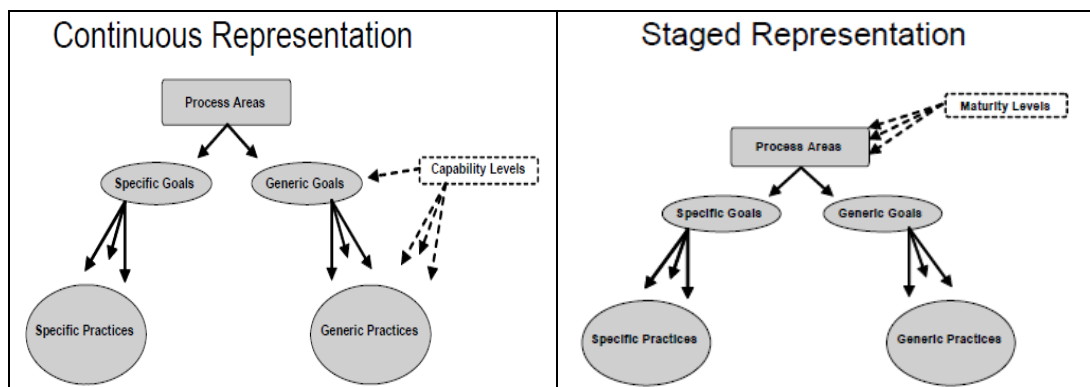 Continuous Representation
Process Areas
Specific Goals
Generic Goals
Capability Levels
Specific Practices
Generic Practices
Staged Representation
Maturity Levels
Process Areas
Specific Goals
Generic Goals
Specific Practices
Generic Practices